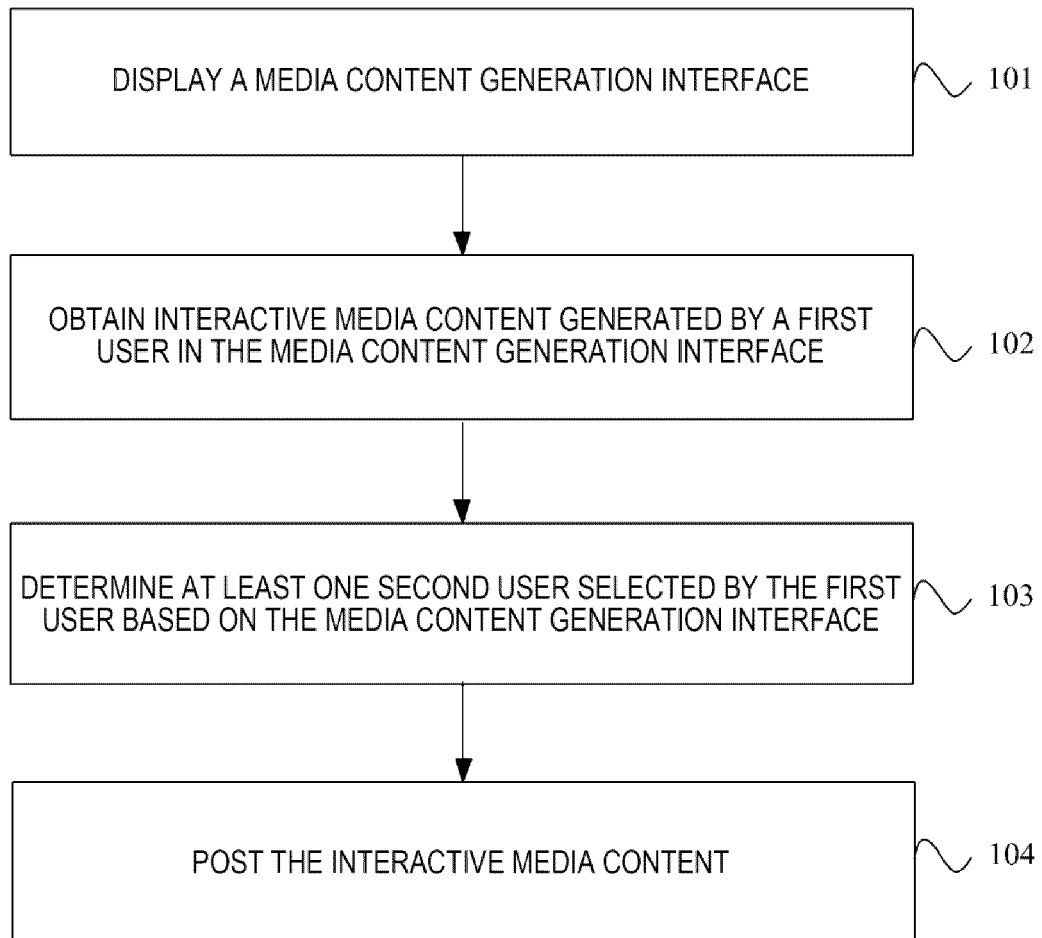 DISPLAY A MEDIA CONTENT GENERATION INTERFACE
101
OBTAIN INTERACTIVE MEDIA CONTENT GENERATED BY A FIRST
USER IN THE MEDIA CONTENT GENERATION INTERFACE
102
DETERMINE AT LEAST ONE SECOND USER SELECTED BY THE FIRST
USER BASED ON THE MEDIA CONTENT GENERATION INTERFACE
103
POST THE INTERACTIVE MEDIA CONTENT
104